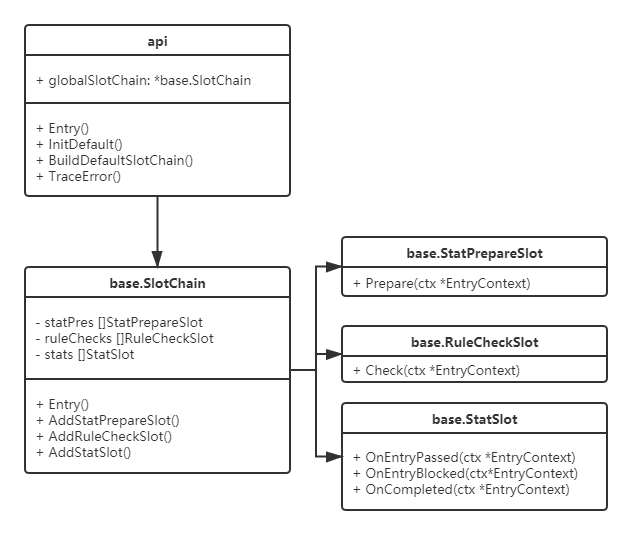 api
+ globalSlotChain: *base.SlotChain
+ Entry()
+ InitDefault()
+ BuildDefaultSlotChain()
+ TraceError()
base.SlotChain
- statPres []StatPrepareSlot
- ruleChecks []RuleCheckSlot
- stats []StatSlot
+ Entry()
+ AddStatPrepareSlot()
+ AddRuleCheckSlot()
+ AddStatSlot()
base.StatPrepareSlot
+ Prepare(ctx *EntryContext)
base.RuleCheckSlot
+ Check(ctx *EntryContext)
base.StatSlot
+ OnEntryPassed(ctx *EntryContext)
+ OnEntryBlocked(ctx*EntryContext)
+ OnCompleted(ctx *EntryContext)